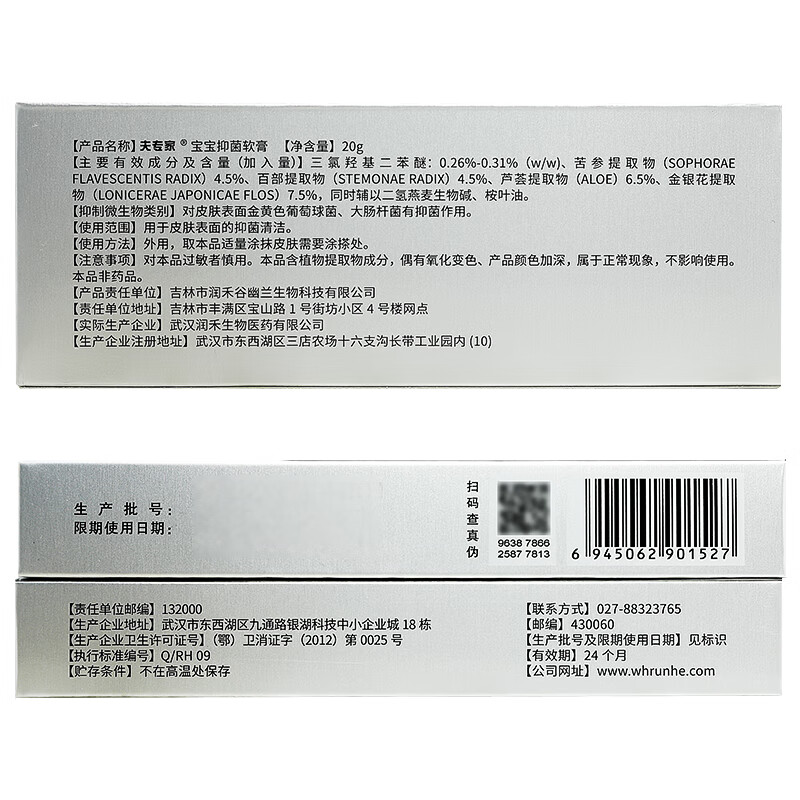 【产品名称】夫专家®宝宝抑菌软膏 【净含量】20g
【主要有效成分及含量(加入量)】三氯羟基二苯醚：0.26%-0.31%（w/w)、苦参提取物（SOPHORAE
FLAVESCENTIS RADIX）4.5%、百部提取物（STEMONAE RADIX）4.5%、芦荟提取物（ALOE）6.5%、金银花提取
物（LONICERAE JAPONICAE FLOS）7.5%，同时辅以二氢燕麦生物碱、桉叶油。
【抑制微生物类别】对皮肤表面金黄色葡萄球菌、大肠杆菌有抑菌作用。
【使用范围】用于皮肤表面的抑菌清洁。
【使用方法】外用，取本品适量涂抹皮肤需要涂搽处。
【注意事项】对本品过敏者慎用。本品含植物提取物成分，偶有氧化变色、产品颜色加深，属于正常现象，不影响使用。
本品非药品。
【产品责任单位】吉林市润禾谷幽兰生物科技有限公司
【责任单位地址】吉林市丰满区宝山路1号街坊小区4号楼网点
【实际生产企业】武汉润禾生物医药有限公司
【生产企业注册地址】武汉市东西湖区三店农场十六支沟长带工业园内(10)
生产批号：
限期使用日期：
扫码查真伪
9638 7866
2587 7813
6 945062 901527
【责任单位邮编】132000
【生产企业地址】武汉市东西湖区九通路银湖科技中小企业城18栋
【生产企业卫生许可证号】（鄂）卫消证字（2012）第0025号
【执行标准编号】Q/RH 09
【贮存条件】不在高温处保存
【联系方式】027-88323765
【邮编】430060
【生产批号及限期使用日期】见标识
【有效期】24个月
【公司网址】www.whrunhe.com